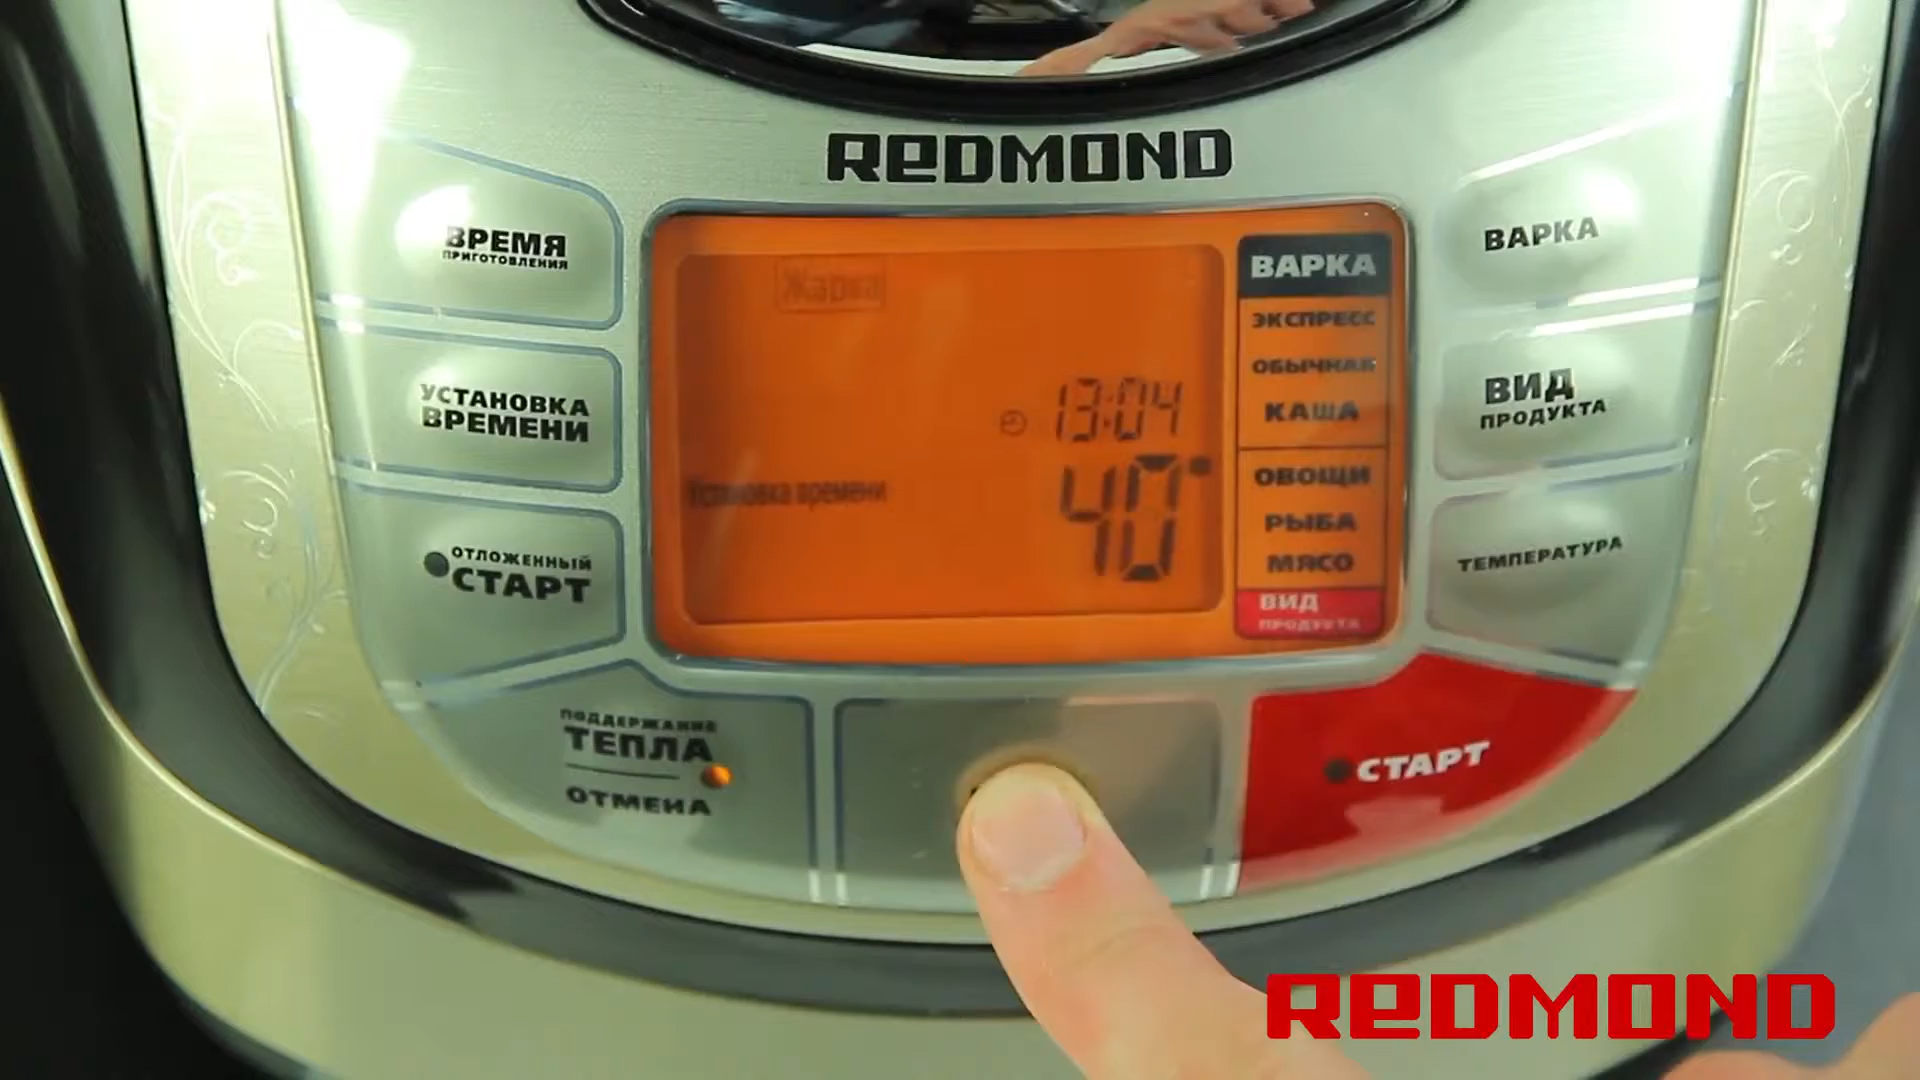 REDMOND
ВРЕМЯ
ПРИГОТОВЛЕНИЯ
УСТАНОВКА
ВРЕМЕНИ
ОТЛОЖЕННЫЙ
СТАРТ
Жарка
13:04
Установка времени
40
ВАРКА
ЭКСПРЕСС
ОБЫЧНАЯ
КАША
ОВОЩИ
РЫБА
МЯСО
ВИД
ПРОДУКТА
ВАРКА
ВИД
ПРОДУКТА
ТЕМПЕРАТУРА
ПОДДЕРЖАНИЕ
ТЕПЛА
ОТМЕНА
СТАРТ
REDMOND